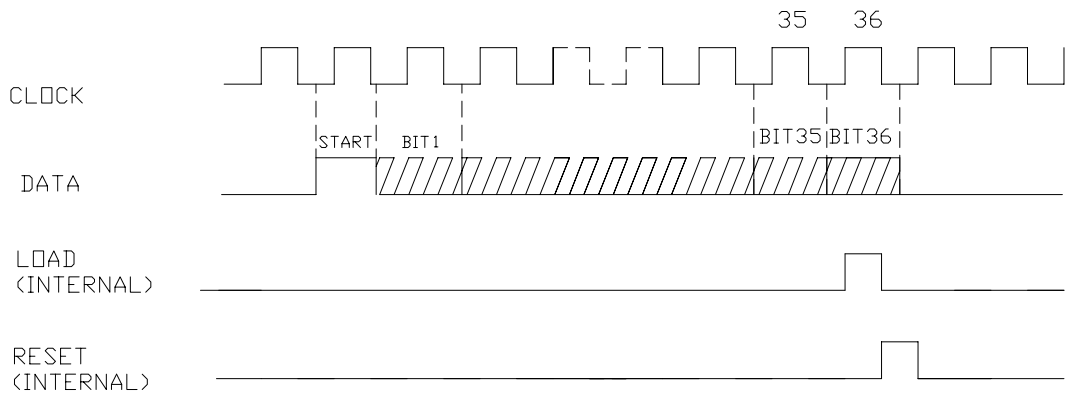 35 36
CLOCK
START BIT1 BIT35 BIT36
DATA
LOAD
(INTERNAL)
RESET
(INTERNAL)